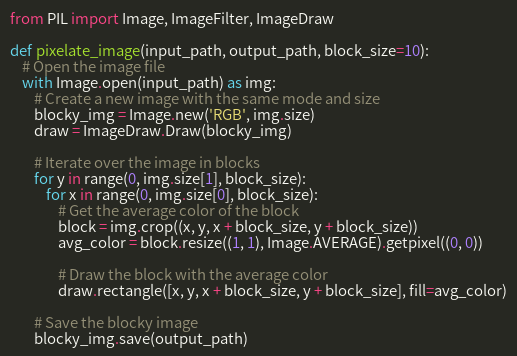 from PIL import Image, ImageFilter, ImageDraw
def pixelate_image(input_path, output_path, block_size=10):
# Open the image file
with Image.open(input_path) as img:
# Create a new image with the same mode and size
blocky_img = Image.new('RGB', img.size)
draw = ImageDraw.Draw(blocky_img)
# Iterate over the image in blocks
for y in range(0, img.size[1], block_size):
for x in range(0, img.size[0], block_size):
# Get the average color of the block
block = img.crop((x, y, x + block_size, y + block_size))
avg_color = block.resize((1, 1), Image.AVERAGE).getpixel((0, 0))
# Draw the block with the average color
draw.rectangle([x, y, x + block_size, y + block_size], fill=avg_color)
# Save the blocky image
blocky_img.save(output_path)